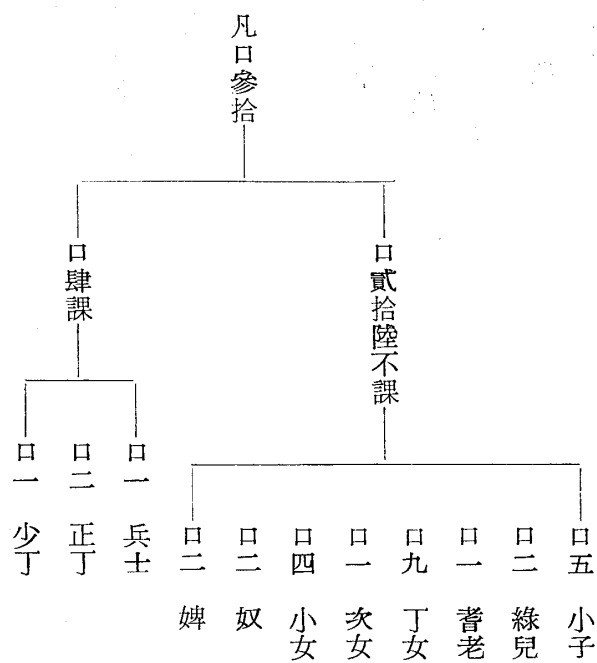 凡口參拾
口貳拾陸不課
口五 小子
口二 綠兒
口一 耆老
口九 丁女
口一 次女
口四 小女
口二 奴
口二 婢
口肆課
口一 兵士
口二 正丁
口一 少丁